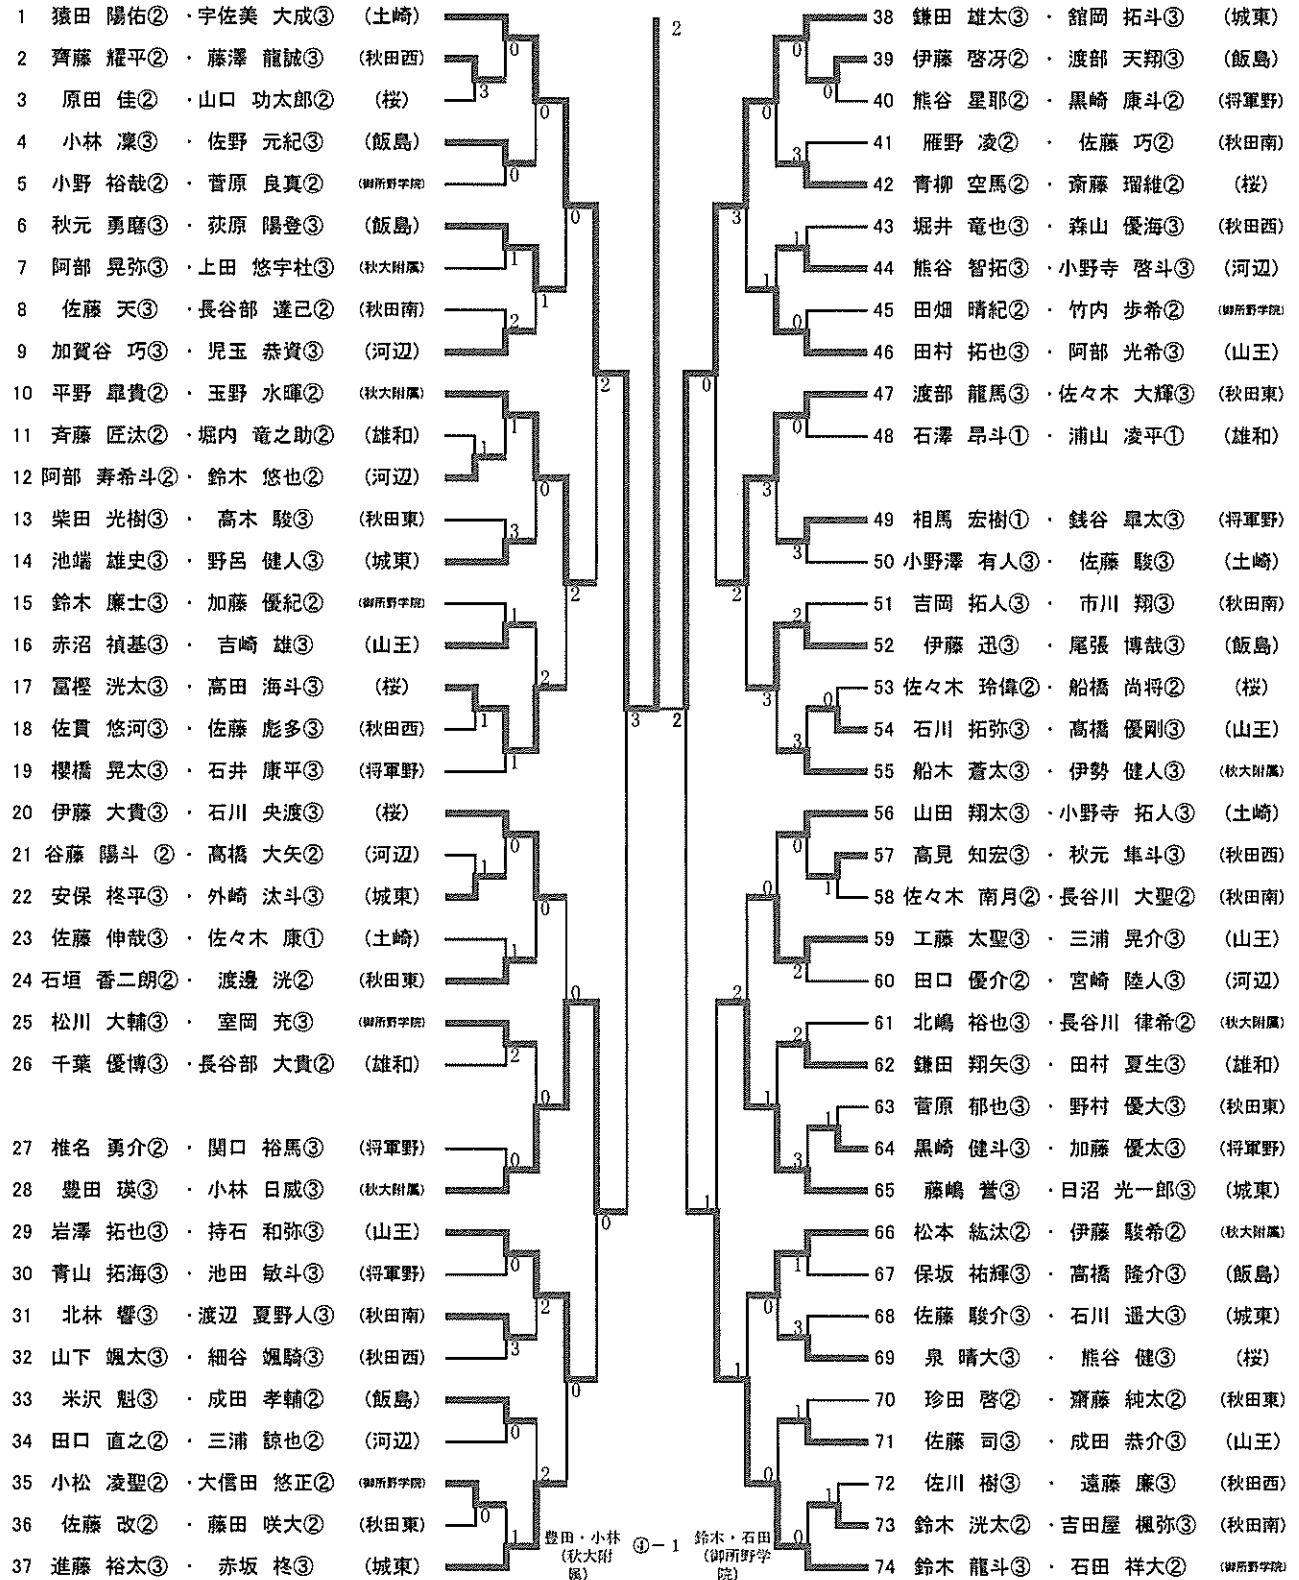 1 猿田 陽佑②・宇佐美 大成③ (土崎)
2 齊藤 耀平②・藤澤 龍誠③ (秋田西)
3 原田 佳②・山口 功太郎② (桜)
4 小林 凜③・佐野 元紀③ (飯島)
5 小野 裕哉②・菅原 良真② (御所野学院)
6 秋元 勇磨③・荻原 陽登③ (飯島)
7 阿部 晃弥③・上田 悠宇杜③ (秋大附属)
8 佐藤 天③・長谷部 達己② (秋田南)
9 加賀谷 巧③・児玉 恭資③ (河辺)
10 平野 皐貴②・玉野 水暉② (秋大附属)
11 斉藤 匠汰②・堀内 竜之助② (雄和)
12 阿部 寿希斗②・鈴木 悠也② (河辺)
13 柴田 光樹③・高木 駿③ (秋田東)
14 池端 雄史③・野呂 健人③ (城東)
15 鈴木 廉士③・加藤 優紀② (御所野学院)
16 赤沼 禎基③・吉崎 雄③ (山王)
17 冨樫 洸太③・高田 海斗③ (桜)
18 佐貫 悠河③・佐藤 彪多③ (秋田西)
19 櫻橋 晃太③・石井 康平③ (将軍野)
20 伊藤 大貴③・石川 央渡③ (桜)
21 谷藤 陽斗 ②・高橋 大矢② (河辺)
22 安保 柊平③・外崎 汰斗③ (城東)
23 佐藤 伸哉③・佐々木 康① (土崎)
24 石垣 香二朗②・渡邊 洸② (秋田東)
25 松川 大輔③・室岡 充③ (御所野学院)
26 千葉 優博③・長谷部 大貴② (雄和)
27 椎名 勇介②・関口 裕馬③ (将軍野)
28 豊田 瑛③・小林 日威③ (秋大附属)
29 岩澤 拓也③・持石 和弥③ (山王)
30 青山 拓海③・池田 敏斗③ (将軍野)
31 北林 響③・渡辺 夏野人③ (秋田南)
32 山下 颯太③・細谷 颯騎③ (秋田西)
33 米沢 魁③・成田 孝輔② (飯島)
34 田口 直之②・三浦 諒也② (河辺)
35 小松 凌聖②・大信田 悠正② (御所野学院)
36 佐藤 改②・藤田 咲大② (秋田東)
37 進藤 裕太③・赤坂 柊③ (城東)
2
3
2
豊田・小林 (秋大附属) ④-1 鈴木・石田 (御所野学院)
38 鎌田 雄太③・舘岡 拓斗③ (城東)
39 伊藤 啓冴②・渡部 天翔③ (飯島)
40 熊谷 星耶②・黒崎 康斗② (将軍野)
41 雁野 凌②・佐藤 巧② (秋田南)
42 青柳 空馬②・斎藤 瑠維② (桜)
43 堀井 竜也③・森山 優海③ (秋田西)
44 熊谷 智拓③・小野寺 啓斗③ (河辺)
45 田畑 晴紀②・竹内 歩希② (御所野学院)
46 田村 拓也③・阿部 光希③ (山王)
47 渡部 龍馬③・佐々木 大輝③ (秋田東)
48 石澤 昂斗①・浦山 凌平① (雄和)
49 相馬 宏樹①・銭谷 皐太③ (将軍野)
50 小野澤 有人③・佐藤 駿③ (土崎)
51 吉岡 拓人③・市川 翔③ (秋田南)
52 伊藤 迅③・尾張 博哉③ (飯島)
53 佐々木 玲偉②・船橋 尚将② (桜)
54 石川 拓弥③・髙橋 優剛③ (山王)
55 船木 蒼太③・伊勢 健人③ (秋大附属)
56 山田 翔太③・小野寺 拓人③ (土崎)
57 高見 知宏③・秋元 隼斗③ (秋田西)
58 佐々木 南月②・長谷川 大聖② (秋田南)
59 工藤 太聖③・三浦 晃介③ (山王)
60 田口 優介②・宮崎 陸人③ (河辺)
61 北嶋 裕也③・長谷川 律希② (秋大附属)
62 鎌田 翔矢③・田村 夏生③ (雄和)
63 菅原 郁也③・野村 優大③ (秋田東)
64 黒崎 健斗③・加藤 優太③ (将軍野)
65 藤嶋 誉③・日沼 光一郎③ (城東)
66 松本 紘汰②・伊藤 駿希② (秋大附属)
67 保坂 祐輝③・高橋 隆介③ (飯島)
68 佐藤 駿介③・石川 遥大③ (城東)
69 泉 晴大③・熊谷 健③ (桜)
70 珍田 啓②・齋藤 純太② (秋田東)
71 佐藤 司③・成田 恭介③ (山王)
72 佐川 樹③・遠藤 廉③ (秋田西)
73 鈴木 洸太②・吉田屋 楓弥③ (秋田南)
74 鈴木 龍斗③・石田 祥大② (御所野学院)